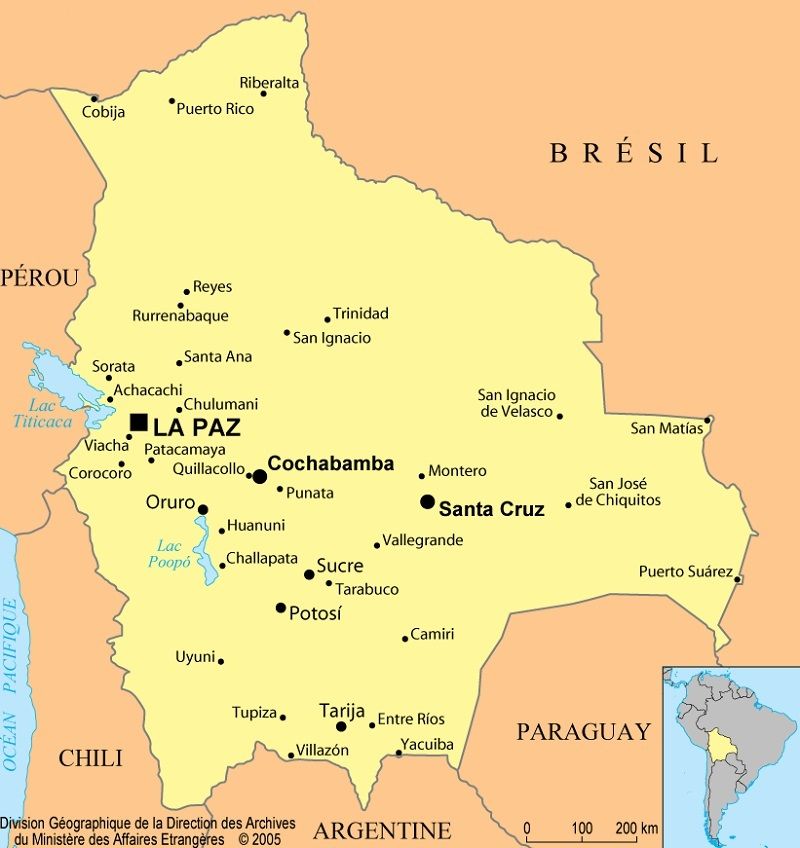 Riberalta
Cobija
Puerto Rico
BRÉSIL
PÉROU
Reyes
Rurrenabaque
Trinidad
San Ignacio
Santa Ana
Sorata
Achacachi
Lac
Titicaca
Chulumani
LA PAZ
San Ignacio
de Velasco
San Matías
Viacha
Patacamaya
Corocoro
Quillacollo
Cochabamba
Punata
Montero
Santa Cruz
San José
de Chiquitos
Oruro
Huanuni
Lac
Poopó
Challapata
Vallegrande
Sucre
Tarabuco
Puerto Suárez
Potosí
Camiri
Uyuni
OCÉAN PACIFIQUE
Tupiza
Tarija
Entre Ríos
Villazón
Yacuiba
PARAGUAY
CHILI
ARGENTINE
0 100 200 km
Division Géographique de la Direction des Archives
du Ministère des Affaires Etrangères © 2005